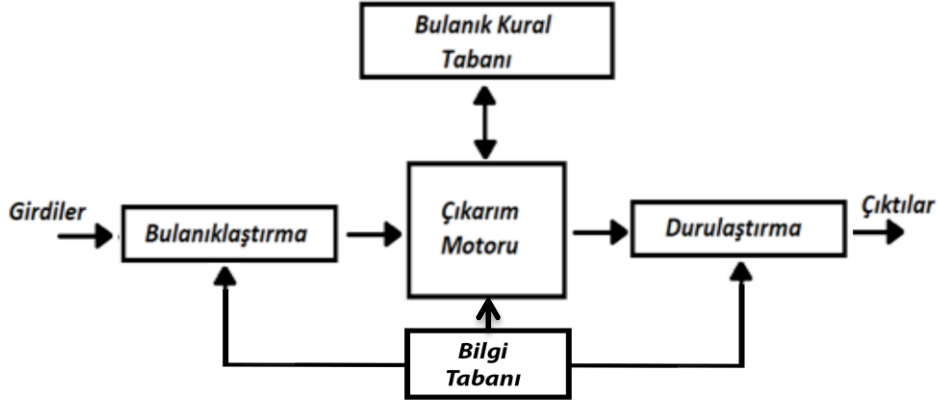 Bulanık Kural
Tabanı
Girdiler
Bulanıklaştırma
Çıkarım
Motoru
Durulaştırma
Çıktılar
Bilgi
Tabanı